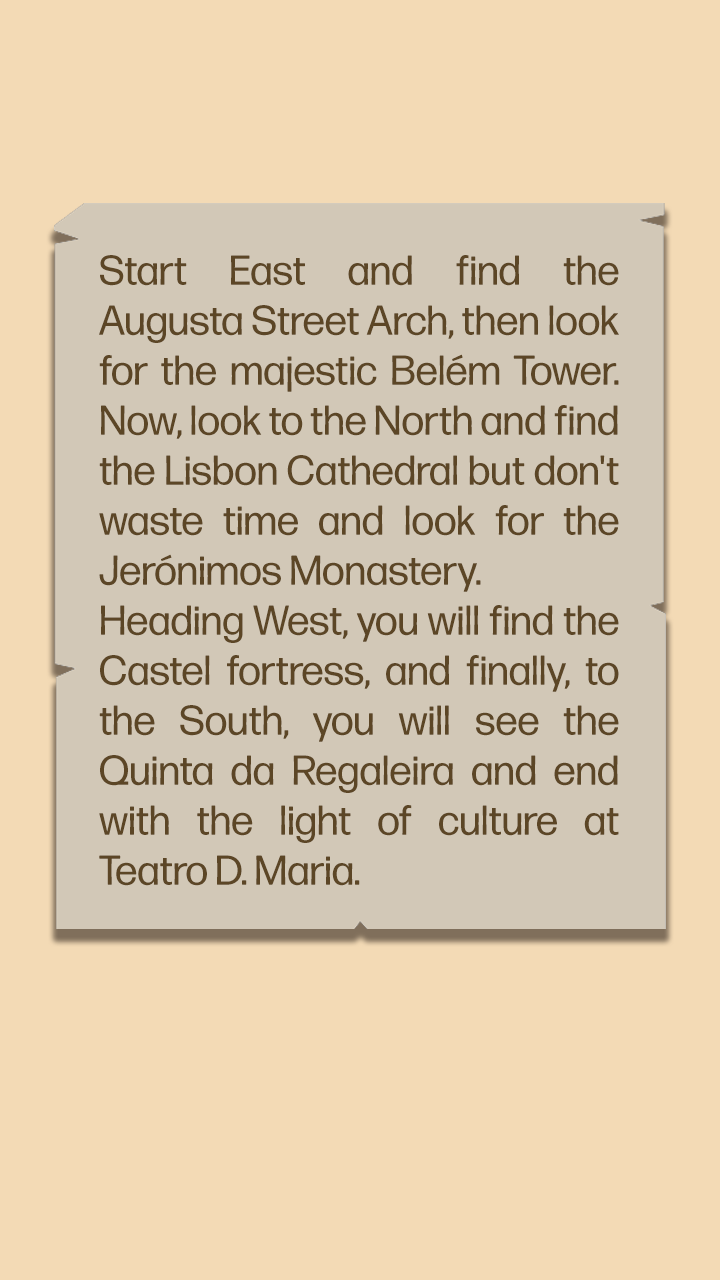 Start East and find the
Augusta Street Arch, then look
for the majestic Belém Tower.
Now, look to the North and find
the Lisbon Cathedral but don't
waste time and look for the
Jerónimos Monastery.
Heading West, you will find the
Castel fortress, and finally, to
the South, you will see the
Quinta da Regaleira and end
with the light of culture at
Teatro D. Maria.